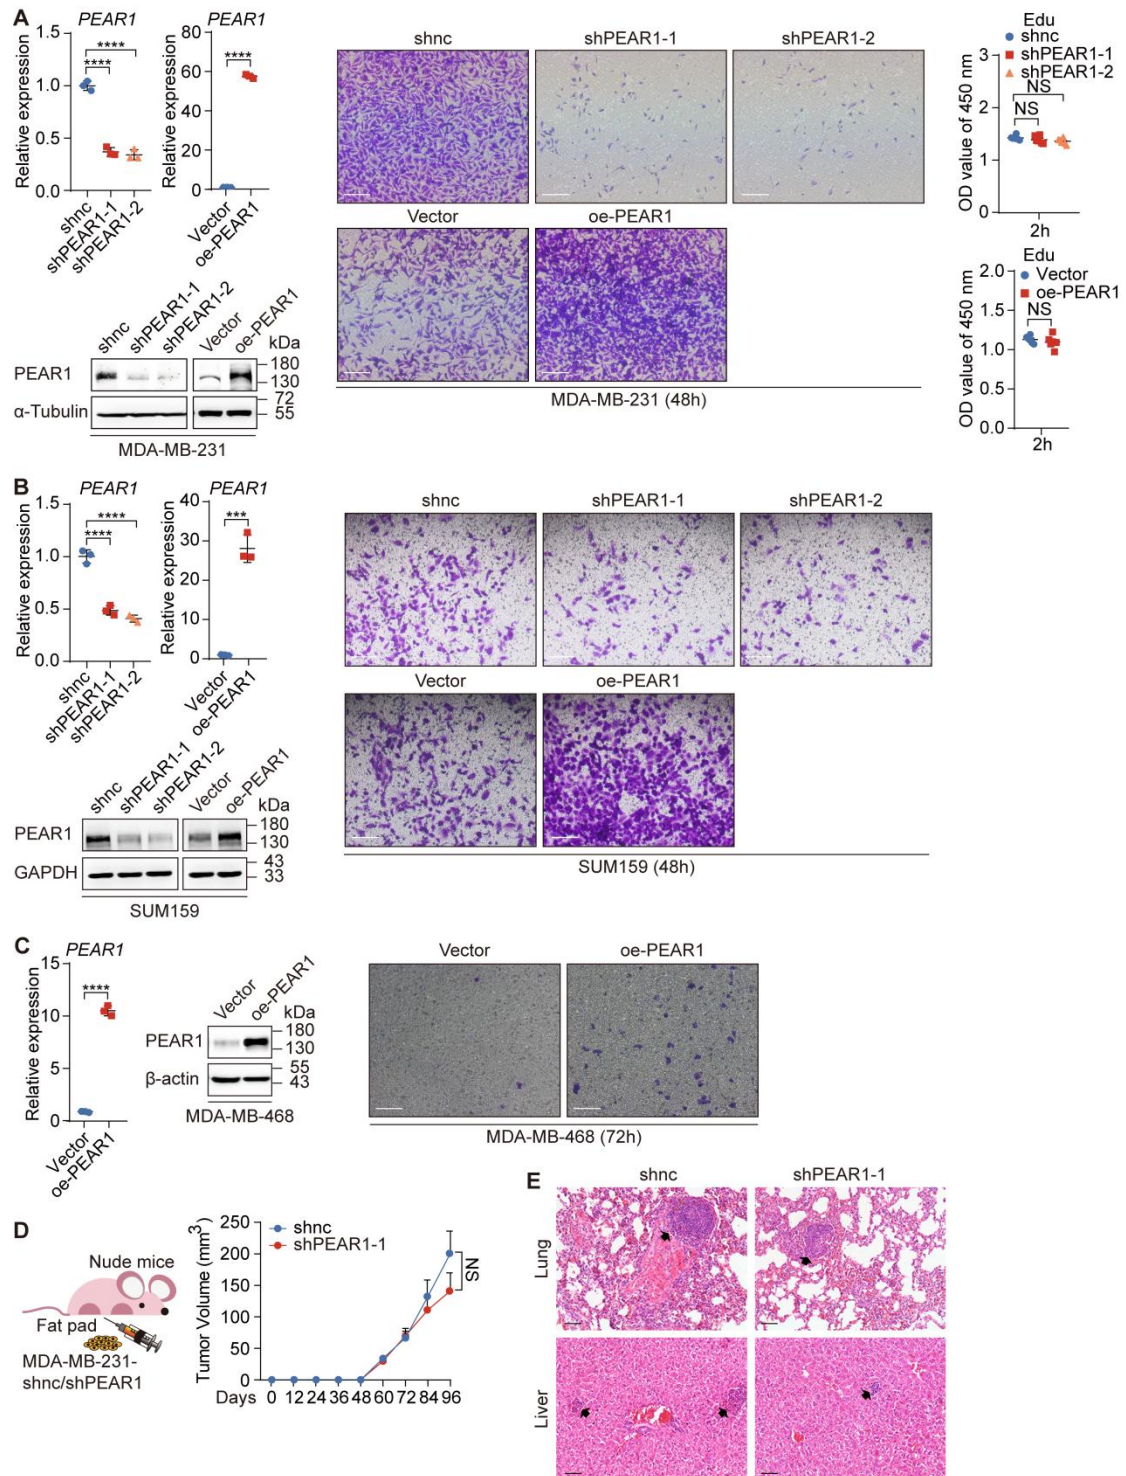 A
PEAR1
Relative expression
1.5
1.0
0.5
0.0
****
****
shnc
shPEAR1-1
shPEAR1-2
PEAR1
Relative expression
80
60
40
20
0
****
Vector
oe-PEAR1
shnc
shPEAR1-1
shPEAR1-2
Vector
oe-PEAR1
kDa
PEAR1
180
130
α-Tubulin
72
55
MDA-MB-231
shnc
shPEAR1-1
shPEAR1-2
Vector
oe-PEAR1
MDA-MB-231 (48h)
Edu
shnc
shPEAR1-1
shPEAR1-2
OD value of 450 nm
3
2
1
0
NS
NS
2h
Edu
Vector
oe-PEAR1
OD value of 450 nm
2.0
1.5
1.0
0.5
0.0
NS
2h
B
PEAR1
Relative expression
1.5
1.0
0.5
0.0
****
****
shnc
shPEAR1-1
shPEAR1-2
PEAR1
Relative expression
40
30
20
10
0
***
Vector
oe-PEAR1
shnc
shPEAR1-1
shPEAR1-2
Vector
oe-PEAR1
kDa
PEAR1
180
130
GAPDH
43
33
SUM159
shnc
shPEAR1-1
shPEAR1-2
Vector
oe-PEAR1
SUM159 (48h)
C
PEAR1
Relative expression
15
10
5
0
****
Vector
oe-PEAR1
Vector
oe-PEAR1
kDa
PEAR1
180
130
β-actin
55
43
MDA-MB-468
Vector
oe-PEAR1
MDA-MB-468 (72h)
D
Nude mice
Fat pad
MDA-MB-231-
shnc/shPEAR1
Tumor Volume (mm3)
250
200
150
100
50
0
shnc
shPEAR1-1
NS
Days
0 12 24 36 48 60 72 84 96
E
shnc
shPEAR1-1
Lung
Liver